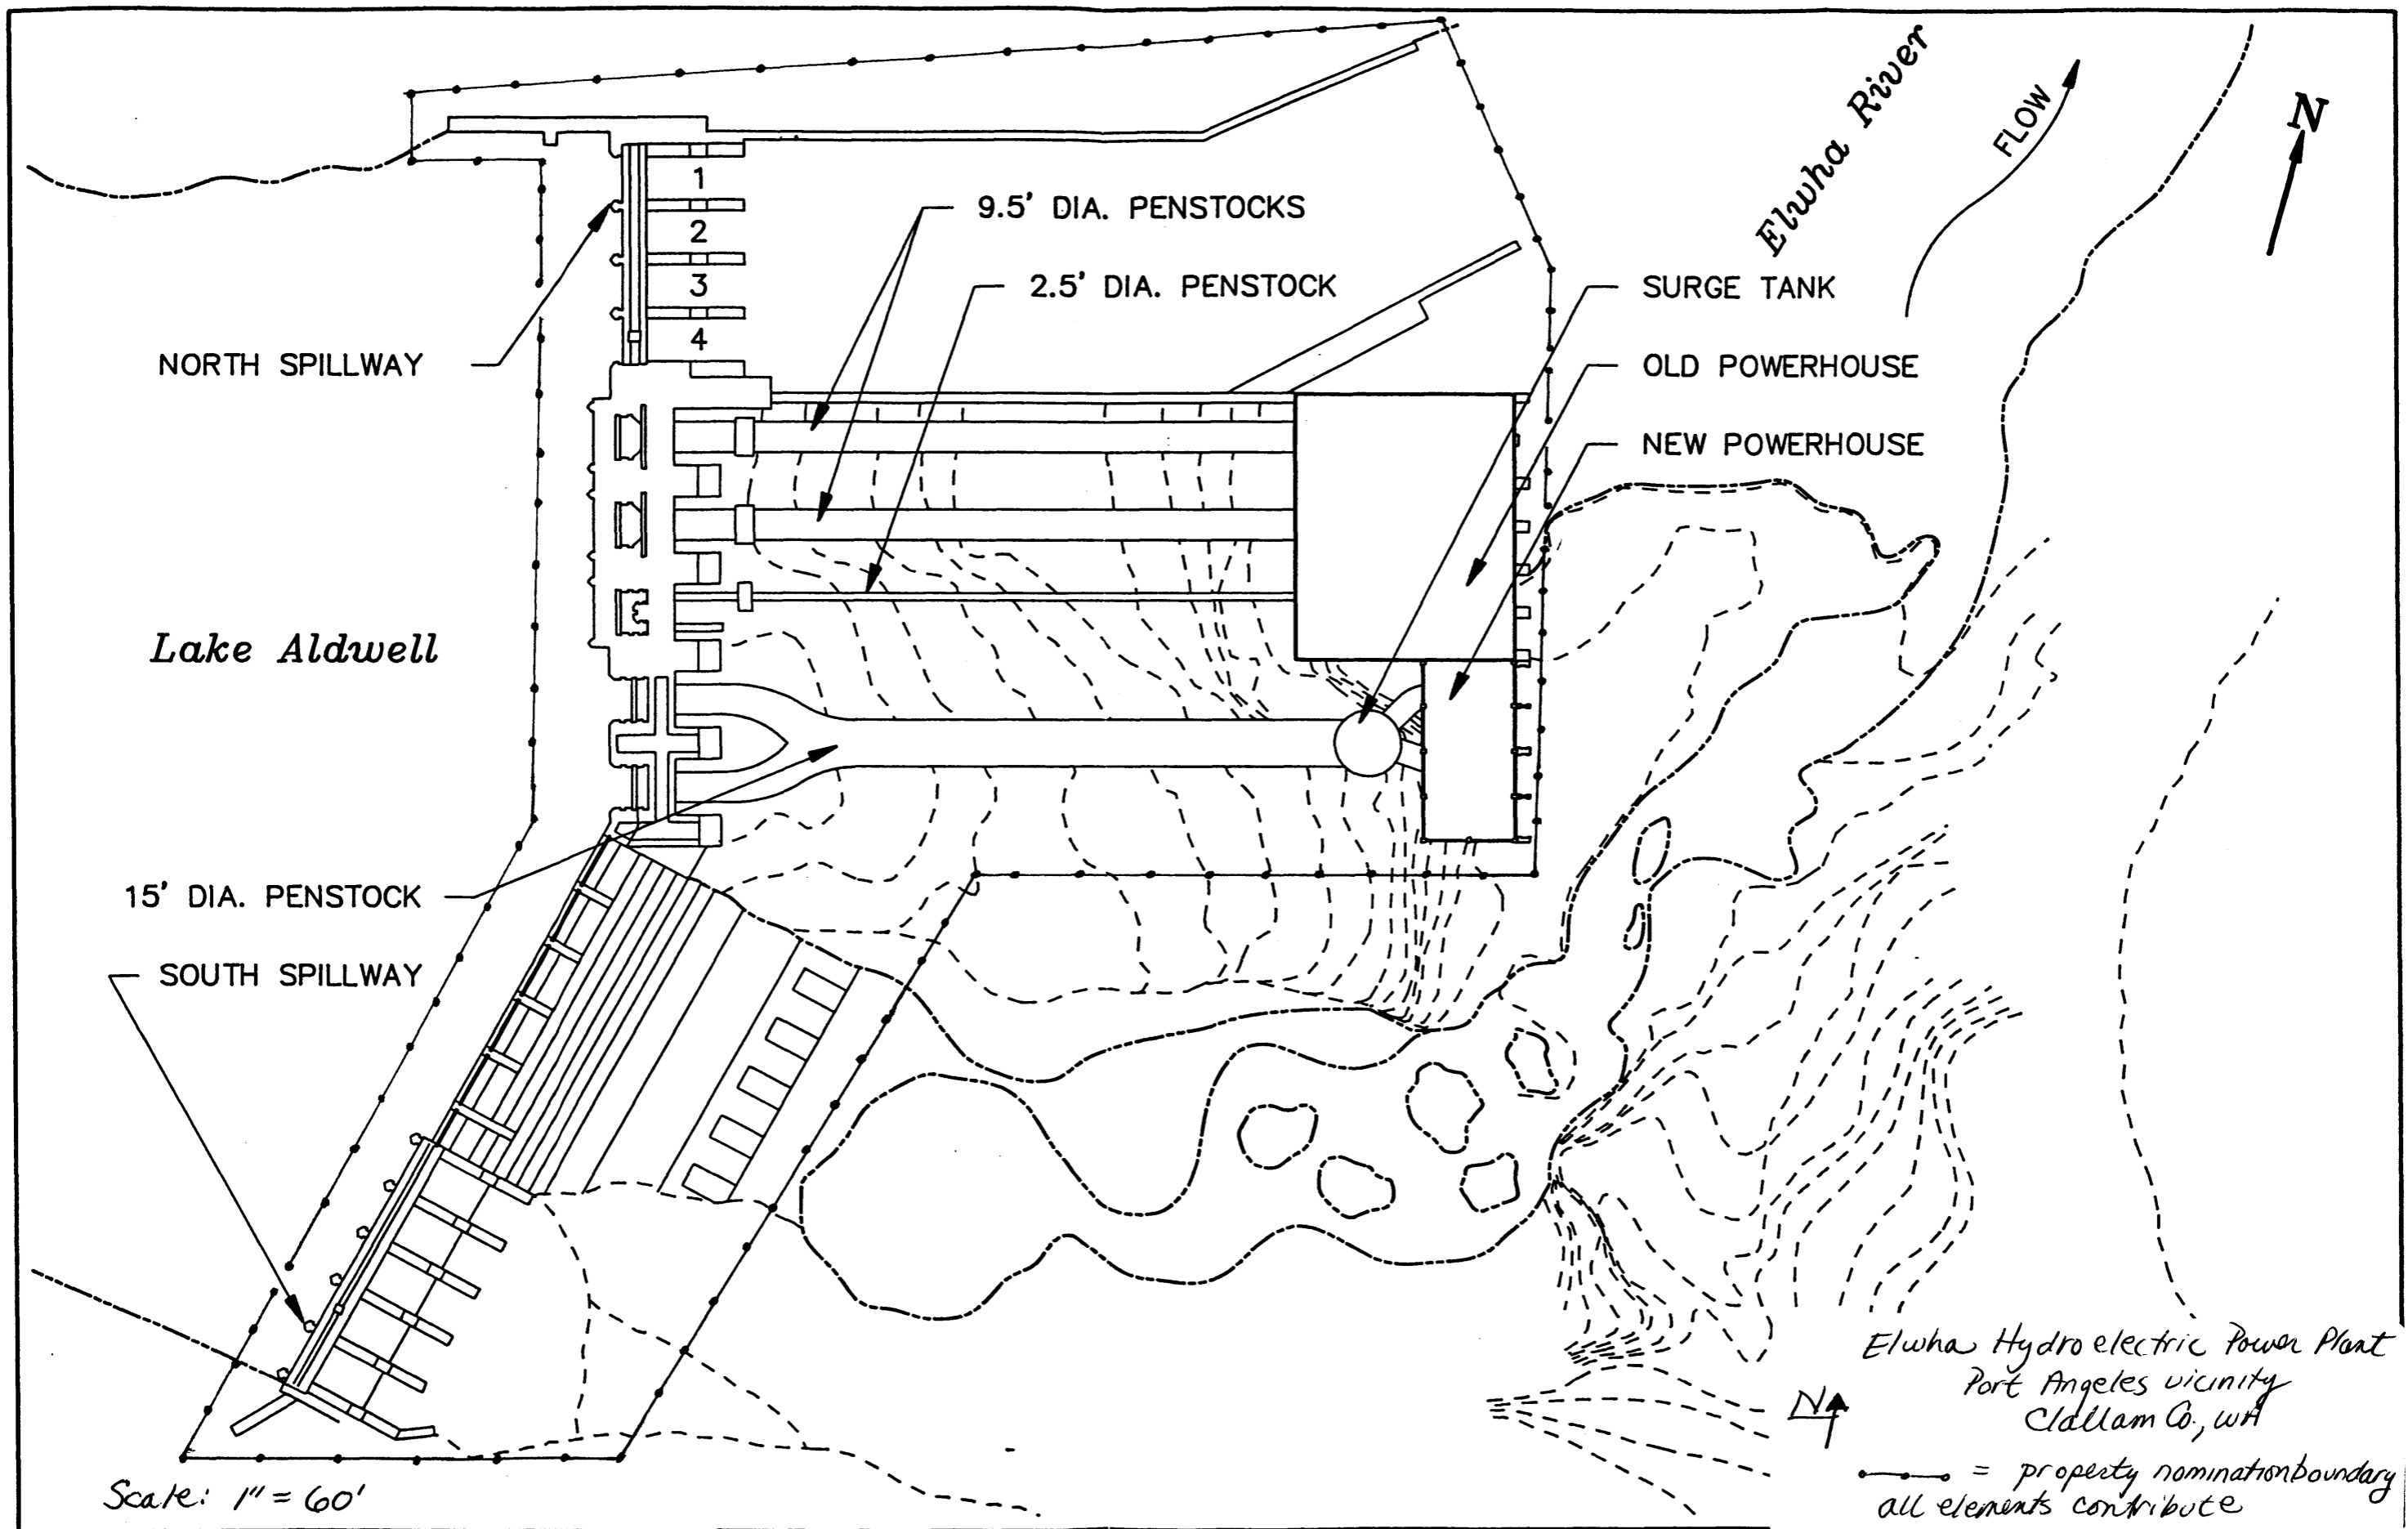 Elwha River
FLOW
N
1
2
3
4
9.5' DIA. PENSTOCKS
2.5' DIA. PENSTOCK
SURGE TANK
OLD POWERHOUSE
NEW POWERHOUSE
NORTH SPILLWAY
Lake Aldwell
15' DIA. PENSTOCK
SOUTH SPILLWAY
Elwha Hydroelectric Power Plant
Port Angeles vicinity
Clallam Co., WA
N
= property nomination boundary
all elements contribute
Scale: 1" = 60'